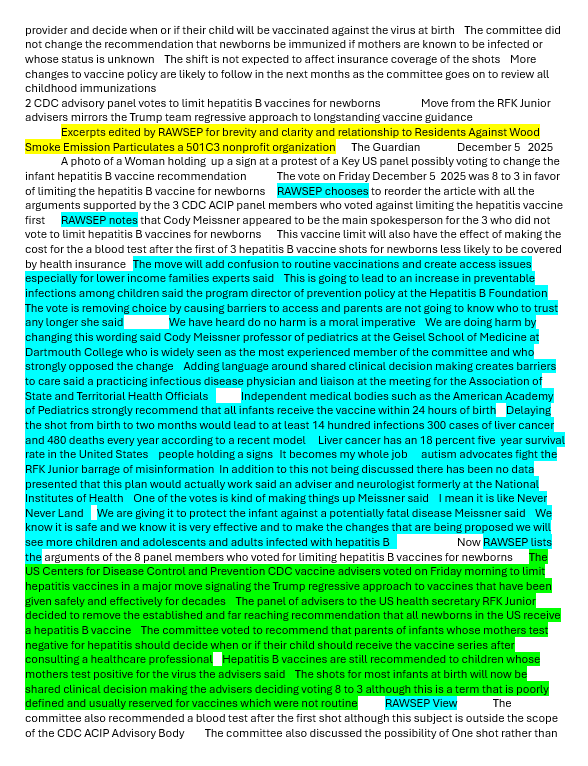 provider and decide when or if their child will be vaccinated against the virus at birth The committee did
not change the recommendation that newborns be immunized if mothers are known to be infected or
whose status is unknown The shift is not expected to affect insurance coverage of the shots More
changes to vaccine policy are likely to follow in the next months as the committee goes on to review all
childhood immunizations
2 CDC advisory panel votes to limit hepatitis B vaccines for newborns Move from the RFK Junior
advisers mirrors the Trump team regressive approach to longstanding vaccine guidance
Excerpts edited by RAWSEP for brevity and clarity and relationship to Residents Against Wood
Smoke Emission Particulates a 501C3 nonprofit organization The Guardian December 5 2025
A photo of a Woman holding up a sign at a protest of a Key US panel possibly voting to change the
infant hepatitis B vaccine recommendation The vote on Friday December 5 2025 was 8 to 3 in favor
of limiting the hepatitis B vaccine for newborns RAWSEP chooses to reorder the article with all the
arguments supported by the 3 CDC ACIP panel members who voted against limiting the hepatitis vaccine
first RAWSEP notes that Cody Meissner appeared to be the main spokesperson for the 3 who did not
vote to limit hepatitis B vaccines for newborns This vaccine limit will also have the effect of making the
cost for the a blood test after the first of 3 hepatitis B vaccine shots for newborns less likely to be covered
by health insurance The move will add confusion to routine vaccinations and create access issues
especially for lower income families experts said This is going to lead to an increase in preventable
infections among children said the program director of prevention policy at the Hepatitis B Foundation
The vote is removing choice by causing barriers to access and parents are not going to know who to trust
any longer she said We have heard do no harm is a moral imperative We are doing harm by
changing this wording said Cody Meissner professor of pediatrics at the Geisel School of Medicine at
Dartmouth College who is widely seen as the most experienced member of the committee and who
strongly opposed the change Adding language around shared clinical decision making creates barriers
to care said a practicing infectious disease physician and liaison at the meeting for the Association of
State and Territorial Health Officials Independent medical bodies such as the American Academy
of Pediatrics strongly recommend that all infants receive the vaccine within 24 hours of birth Delaying
the shot from birth to two months would lead to at least 14 hundred infections 300 cases of liver cancer
and 480 deaths every year according to a recent model Liver cancer has an 18 percent five year survival
rate in the United States people holding a signs It becomes my whole job autism advocates fight the
RFK Junior barrage of misinformation In addition to this not being discussed there has been no data
presented that this plan would actually work said an adviser and neurologist formerly at the National
Institutes of Health One of the votes is kind of making things up Meissner said I mean it is like Never
Never Land We are giving it to protect the infant against a potentially fatal disease Meissner said We
know it is safe and we know it is very effective and to make the changes that are being proposed we will
see more children and adolescents and adults infected with hepatitis B Now RAWSEP lists
the arguments of the 8 panel members who voted for limiting hepatitis B vaccines for newborns The
US Centers for Disease Control and Prevention CDC vaccine advisers voted on Friday morning to limit
hepatitis vaccines in a major move signaling the Trump regressive approach to vaccines that have been
given safely and effectively for decades The panel of advisers to the US health secretary RFK Junior
decided to remove the established and far reaching recommendation that all newborns in the US receive
a hepatitis B vaccine The committee voted to recommend that parents of infants whose mothers test
negative for hepatitis should decide when or if their child should receive the vaccine series after
consulting a healthcare professional Hepatitis B vaccines are still recommended to children whose
mothers test positive for the virus the advisers said The shots for most infants at birth will now be
shared clinical decision making the advisers deciding voting 8 to 3 although this is a term that is poorly
defined and usually reserved for vaccines which were not routine RAWSEP View The
committee also recommended a blood test after the first shot although this subject is outside the scope
of the CDC ACIP Advisory Body The committee also discussed the possibility of One shot rather than